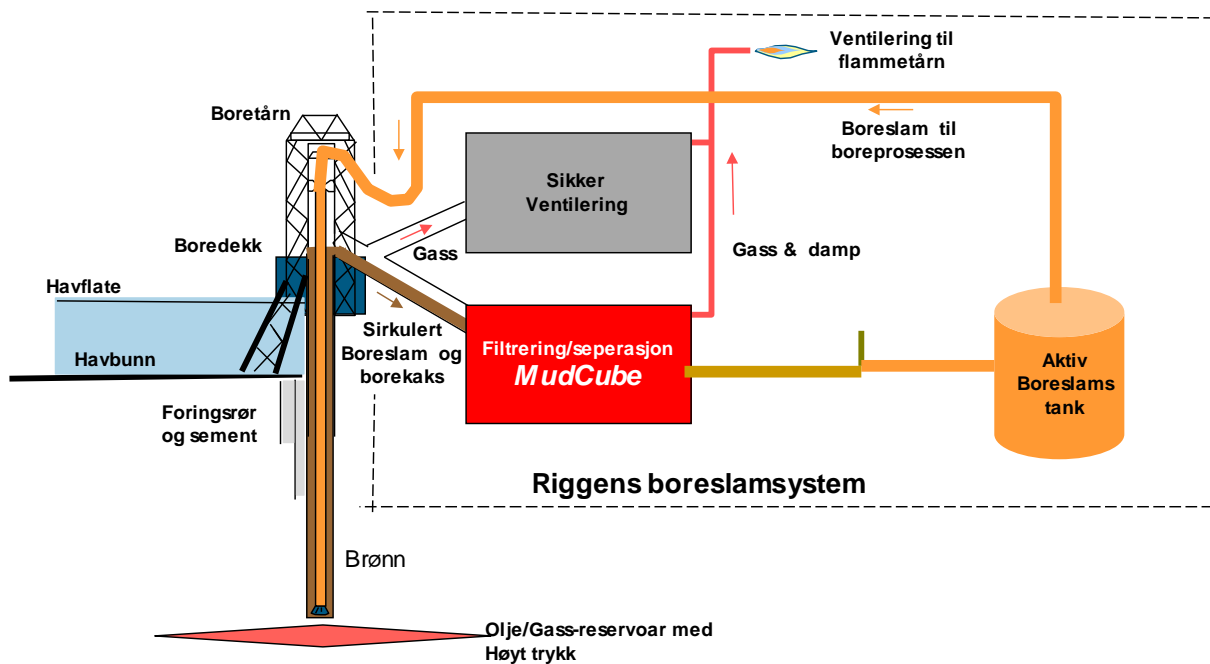 Ventilering til
flammetårn
Boretårn
Boreslam til
boreprosessen
Sikker
Ventilering
Boredekk
Gass
Gass & damp
Havflate
Sirkulert
Boreslam og
borekaks
Filtrering/seperasjon
MudCube
Havbunn
Aktiv
Boreslams
tank
Foringsrør
og sement
Riggens boreslamsystem
Brønn
Olje/Gass-reservoar med
Høyt trykk